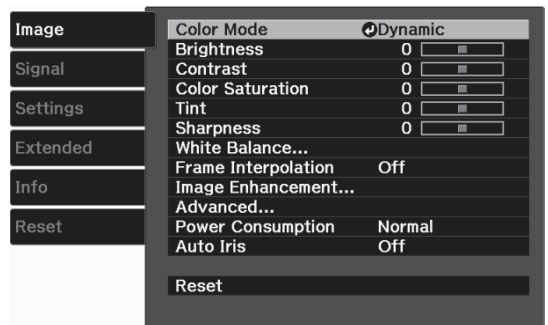 Image
Signal
Settings
Extended
Info
Reset
Color Mode Dynamic
Brightness 0
Contrast 0
Color Saturation 0
Tint 0
Sharpness 0
White Balance...
Frame Interpolation Off
Image Enhancement...
Advanced...
Power Consumption Normal
Auto Iris Off
Reset